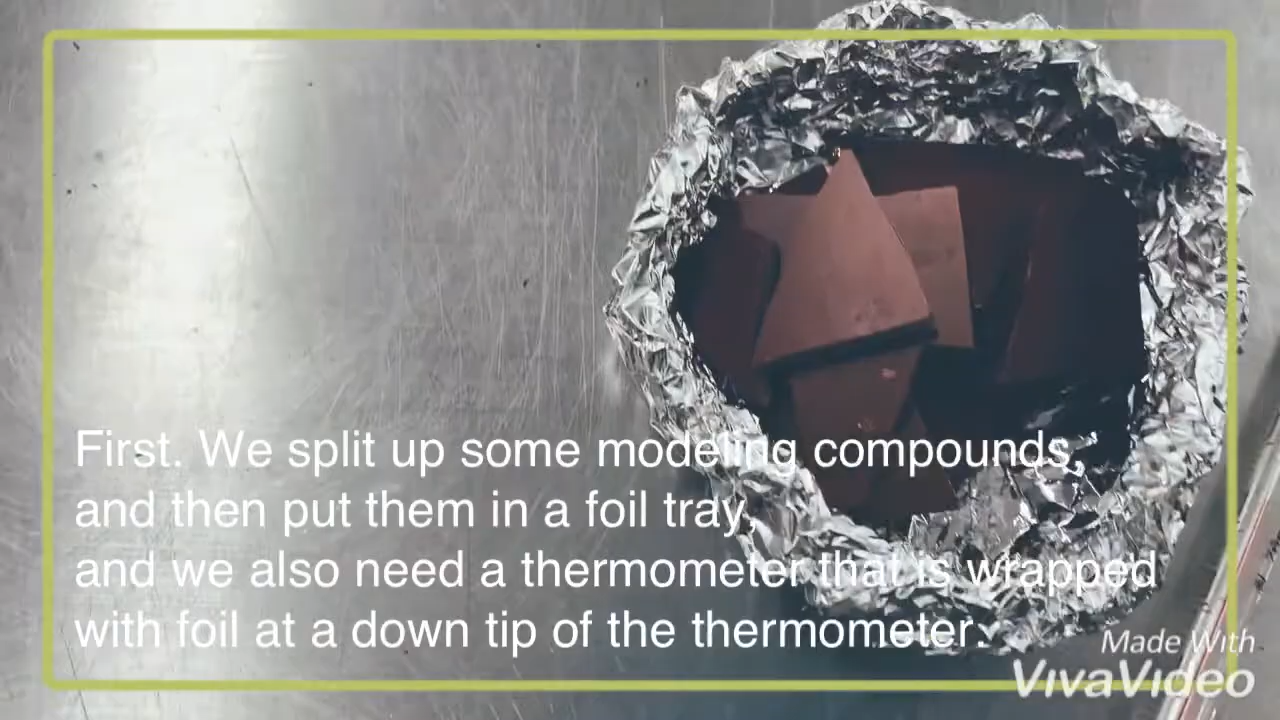 First. We split up some modeling compounds,
and then put them in a foil tray,
and we also need a thermometer that is wrapped
with foil at a down tip of the thermometer.
Made With
VivaVideo